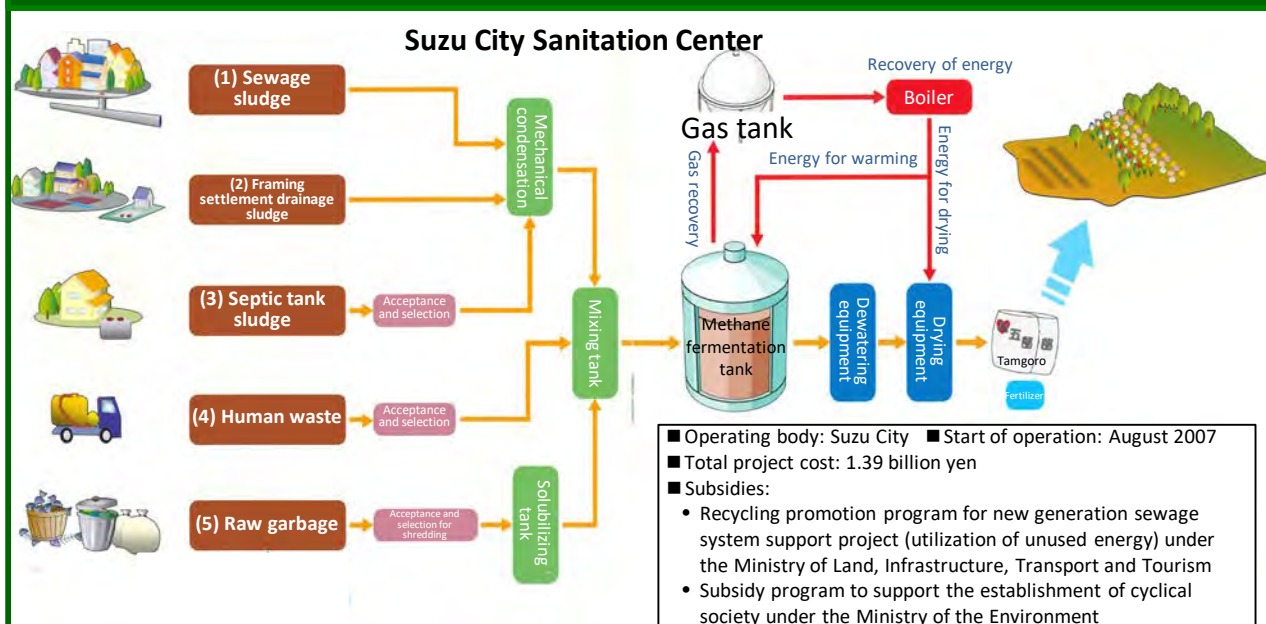 Suzu City Sanitation Center
(1) Sewage
sludge
(2) Framing
settlement drainage
sludge
(3) Septic tank
sludge
Acceptance
and selection
(4) Human waste
Acceptance
and selection
(5) Raw garbage
Acceptance and
selection for
shredding
Solubilizing
tank
Mechanical
condensation
Mixing tank
Gas tank
Recovery of energy
Boiler
Gas recovery
Energy for warming
Energy for drying
Methane
fermentation
tank
Dewatering
equipment
Drying
equipment
Tamgoro
Fertilizer
■ Operating body: Suzu City ■ Start of operation: August 2007
■ Total project cost: 1.39 billion yen
■ Subsidies:
• Recycling promotion program for new generation sewage
system support project (utilization of unused energy) under
the Ministry of Land, Infrastructure, Transport and Tourism
• Subsidy program to support the establishment of cyclical
society under the Ministry of the Environment